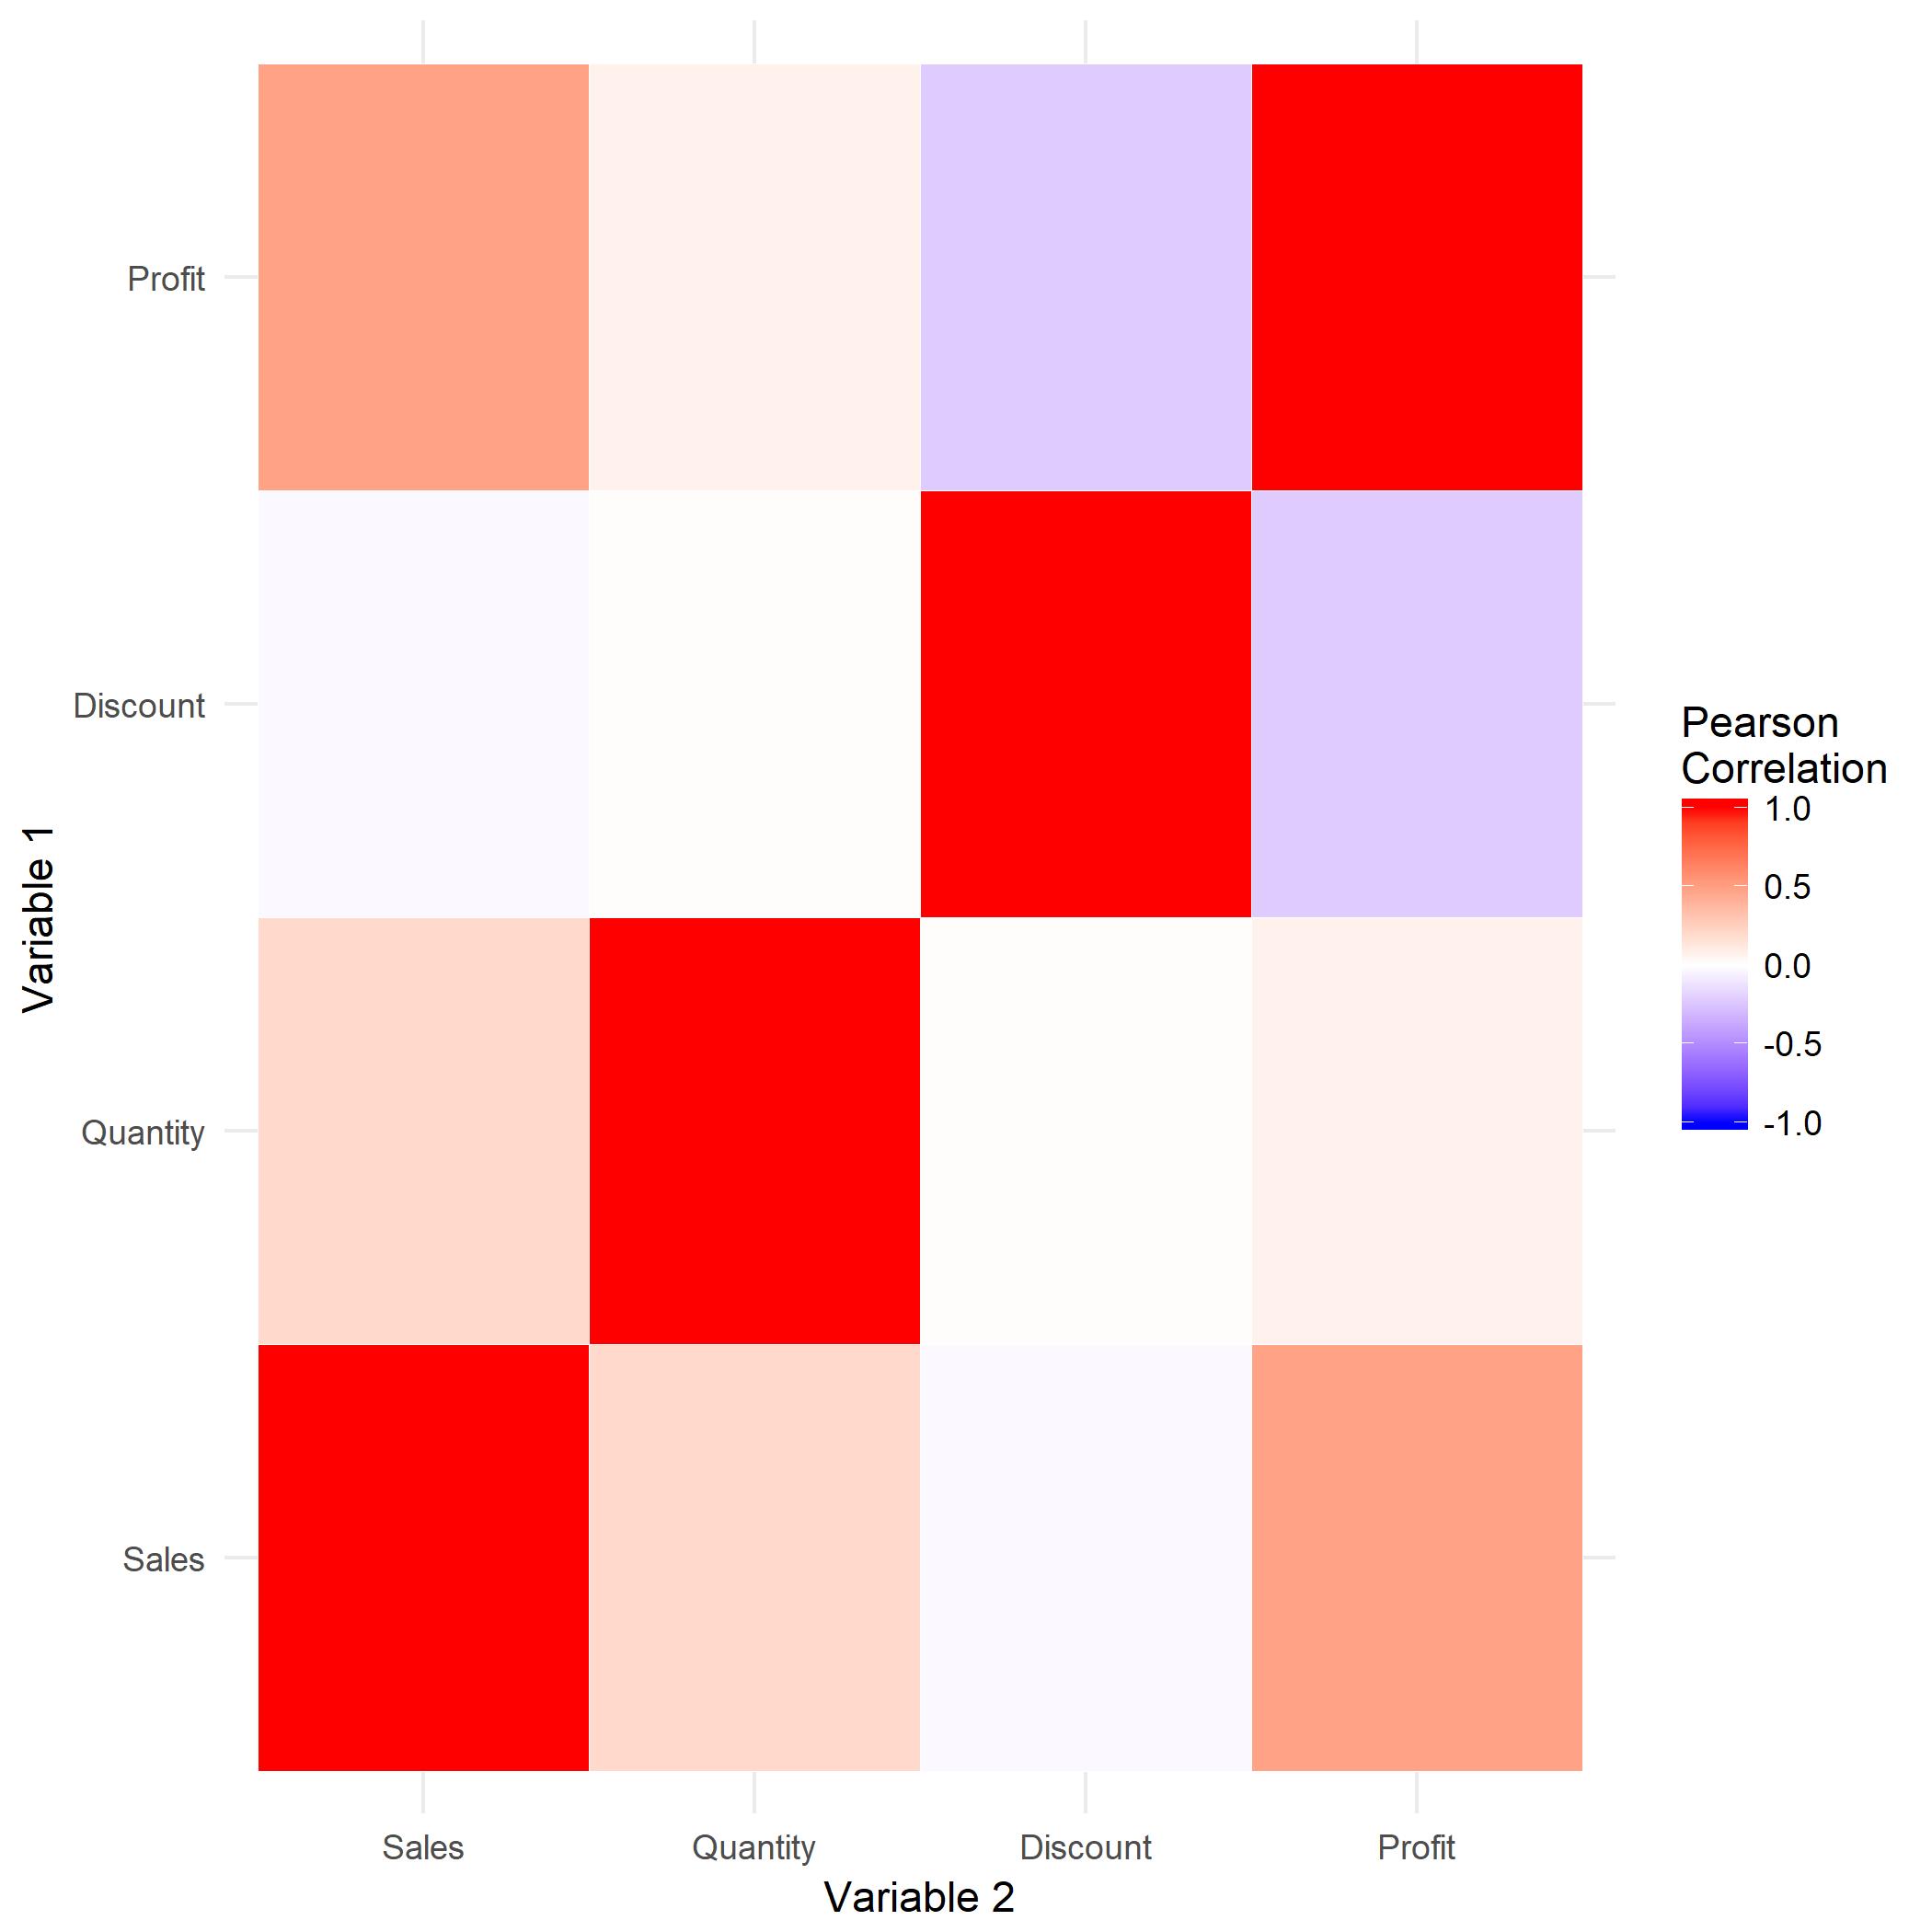 Variable 1
Profit
Discount
Quantity
Sales
Sales
Quantity
Discount
Profit
Variable 2
Pearson
Correlation
1.0
0.5
0.0
-0.5
-1.0